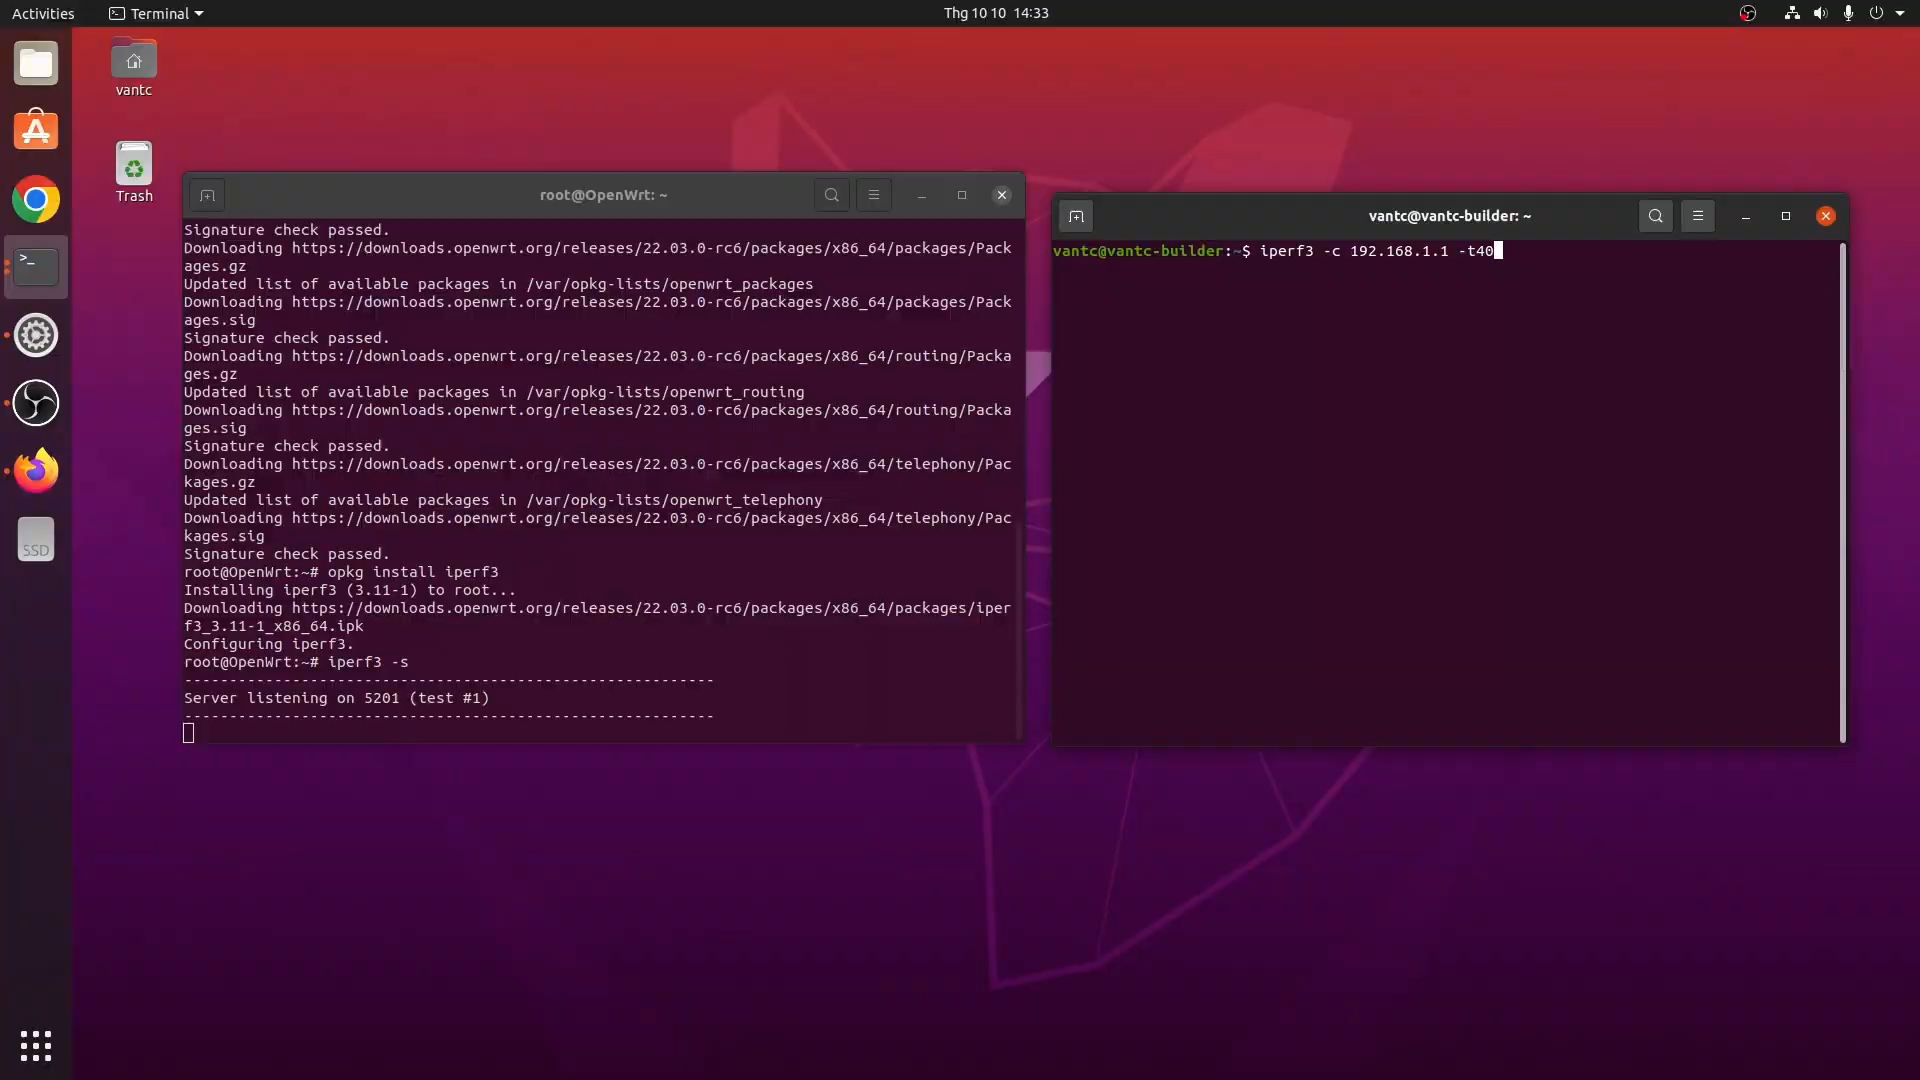 Activities
Terminal
Thg 10 10 14:33
vantc
Trash
SSD
root@OpenWrt: ~
Signature check passed.
Downloading https://downloads.openwrt.org/releases/22.03.0-rc6/packages/x86_64/packages/Pack
ages.gz
Updated list of available packages in /var/opkg-lists/openwrt_packages
Downloading https://downloads.openwrt.org/releases/22.03.0-rc6/packages/x86_64/packages/Pack
ages.sig
Signature check passed.
Downloading https://downloads.openwrt.org/releases/22.03.0-rc6/packages/x86_64/routing/Packa
ges.gz
Updated list of available packages in /var/opkg-lists/openwrt_routing
Downloading https://downloads.openwrt.org/releases/22.03.0-rc6/packages/x86_64/routing/Packa
ges.sig
Signature check passed.
Downloading https://downloads.openwrt.org/releases/22.03.0-rc6/packages/x86_64/telephony/Pac
kages.gz
Updated list of available packages in /var/opkg-lists/openwrt_telephony
Downloading https://downloads.openwrt.org/releases/22.03.0-rc6/packages/x86_64/telephony/Pac
kages.sig
Signature check passed.
root@OpenWrt:~# opkg install iperf3
Installing iperf3 (3.11-1) to root...
Downloading https://downloads.openwrt.org/releases/22.03.0-rc6/packages/x86_64/packages/iper
f3_3.11-1_x86_64.ipk
Configuring iperf3.
root@OpenWrt:~# iperf3 -s
-----------------------------------------------------------
Server listening on 5201 (test #1)
-----------------------------------------------------------
vantc@vantc-builder: ~
vantc@vantc-builder:~$ iperf3 -c 192.168.1.1 -t40